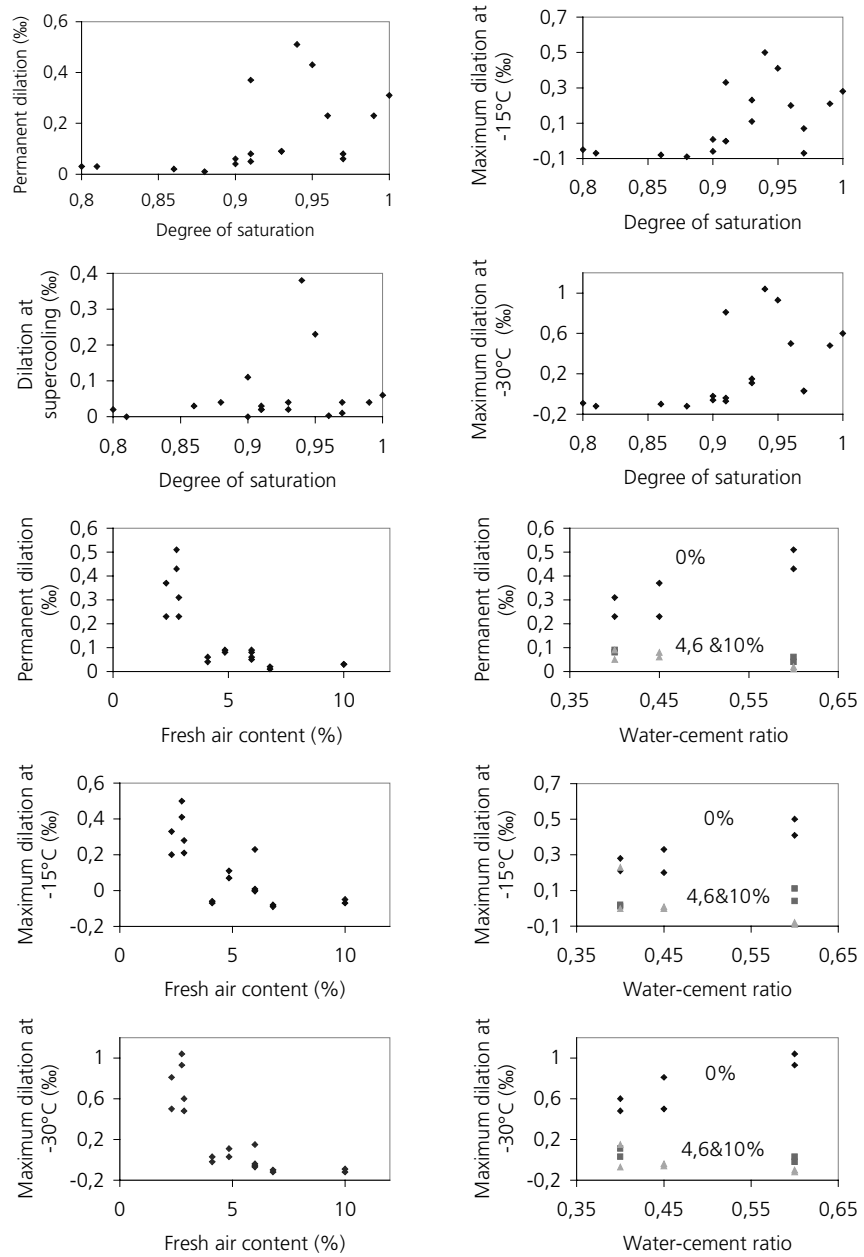 Permanent dilation (‰)
0,6
0,4
0,2
0
0,8 0,85 0,9 0,95 1
Degree of saturation
Maximum dilation at
-15°C (‰)
0,7
0,5
0,3
0,1
-0,1
0,8 0,85 0,9 0,95 1
Degree of saturation
Dilation at
supercooling (‰)
0,4
0,3
0,2
0,1
0
0,8 0,85 0,9 0,95 1
Degree of saturation
Maximum dilation at
-30°C (‰)
1
0,6
0,2
-0,2
0,8 0,85 0,9 0,95 1
Degree of saturation
Permanent dilation
(‰)
0,6
0,5
0,4
0,3
0,2
0,1
0
0 5 10
Fresh air content (%)
Permanent dilation
(‰)
0,6
0,5
0,4
0,3
0,2
0,1
0
0%
4,6 &10%
0,35 0,45 0,55 0,65
Water-cement ratio
Maximum dilation at
-15°C (‰)
0,6
0,4
0,2
0
-0,2
0 5 10
Fresh air content (%)
Maximum dilation at
-15°C (‰)
0,7
0,5
0,3
0,1
-0,1
0%
4,6&10%
0,35 0,45 0,55 0,65
Water-cement ratio
Maximum dilation at
-30°C (‰)
1
0,6
0,2
-0,2
0 5 10
Fresh air content (%)
Maximum dilation at
-30°C (‰)
1
0,6
0,2
-0,2
0%
4,6&10%
0,35 0,45 0,55 0,65
Water-cement ratio